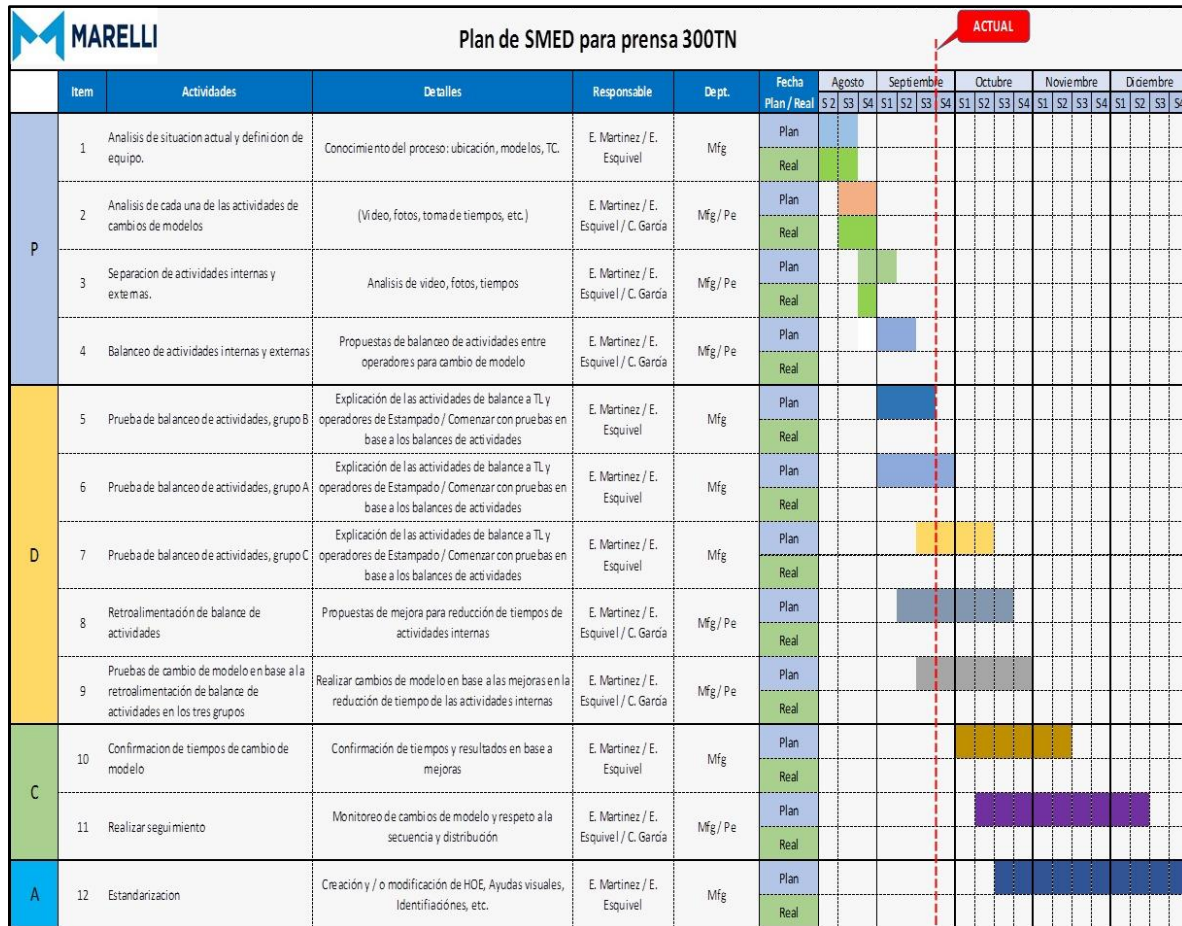 MARELLI
Plan de SMED para prensa 300TN
ACTUAL
Item
Actividades
Detalles
Responsable
Dept.
Fecha
Plan / Real
Agosto
Septiembre
Octubre
Noviembre
Diciembre
S2 S3 S4 S1 S2 S3 S4 S1 S2 S3 S4 S1 S2 S3 S4 S1 S2 S3 S4
P
1
Analisis de situacion actual y definicion de
equipo.
Conocimiento del proceso: ubicación, modelos, TC.
E. Martinez / E.
Esquivel
Mfg
Plan
Real
2
Analisis de cada una de las actividades de
cambios de modelos
(Video, fotos, toma de tiempos, etc.)
E. Martinez / E.
Esquivel / C. García
Mfg / Pe
Plan
Real
3
Separacion de actividades internas y
externas.
Analisis de video, fotos, tiempos
E. Martinez / E.
Esquivel / C. García
Mfg / Pe
Plan
Real
4
Balanceo de actividades internas y externas
Propuestas de balanceo de actividades entre
operadores para cambio de modelo
E. Martinez / E.
Esquivel / C. García
Mfg / Pe
Plan
Real
D
5
Prueba de balanceo de actividades, grupo B
Explicación de las actividades de balance a TL y
operadores de Estampado / Comenzar con pruebas en
base a los balances de actividades
E. Martinez / E.
Esquivel
Mfg
Plan
Real
6
Prueba de balanceo de actividades, grupo A
Explicación de las actividades de balance a TL y
operadores de Estampado / Comenzar con pruebas en
base a los balances de actividades
E. Martinez / E.
Esquivel
Mfg
Plan
Real
7
Prueba de balanceo de actividades, grupo C
Explicación de las actividades de balance a TL y
operadores de Estampado / Comenzar con pruebas en
base a los balances de actividades
E. Martinez / E.
Esquivel
Mfg
Plan
Real
8
Retroalimentación de balance de
actividades
Propuestas de mejora para reducción de tiempos de
actividades internas
E. Martinez / E.
Esquivel / C. García
Mfg / Pe
Plan
Real
9
Pruebas de cambio de modelo en base a la
retroalimentación de balance de
actividades en los tres grupos
Realizar cambios de modelo en base a las mejoras en la
reducción de tiempo de las actividades internas
E. Martinez / E.
Esquivel / C. García
Mfg / Pe
Plan
Real
C
10
Confirmacion de tiempos de cambio de
modelo
Confirmación de tiempos y resultados en base a
mejoras
E. Martinez / E.
Esquivel
Mfg
Plan
Real
11
Realizar seguimiento
Monitoreo de cambios de modelo y respeto a la
secuencia y distribución
E. Martinez / E.
Esquivel / C. García
Mfg / Pe
Plan
Real
A
12
Estandarizacion
Creación y / o modificación de HOE, Ayudas visuales,
Identifiaciónes, etc.
E. Martinez / E.
Esquivel
Mfg
Plan
Real